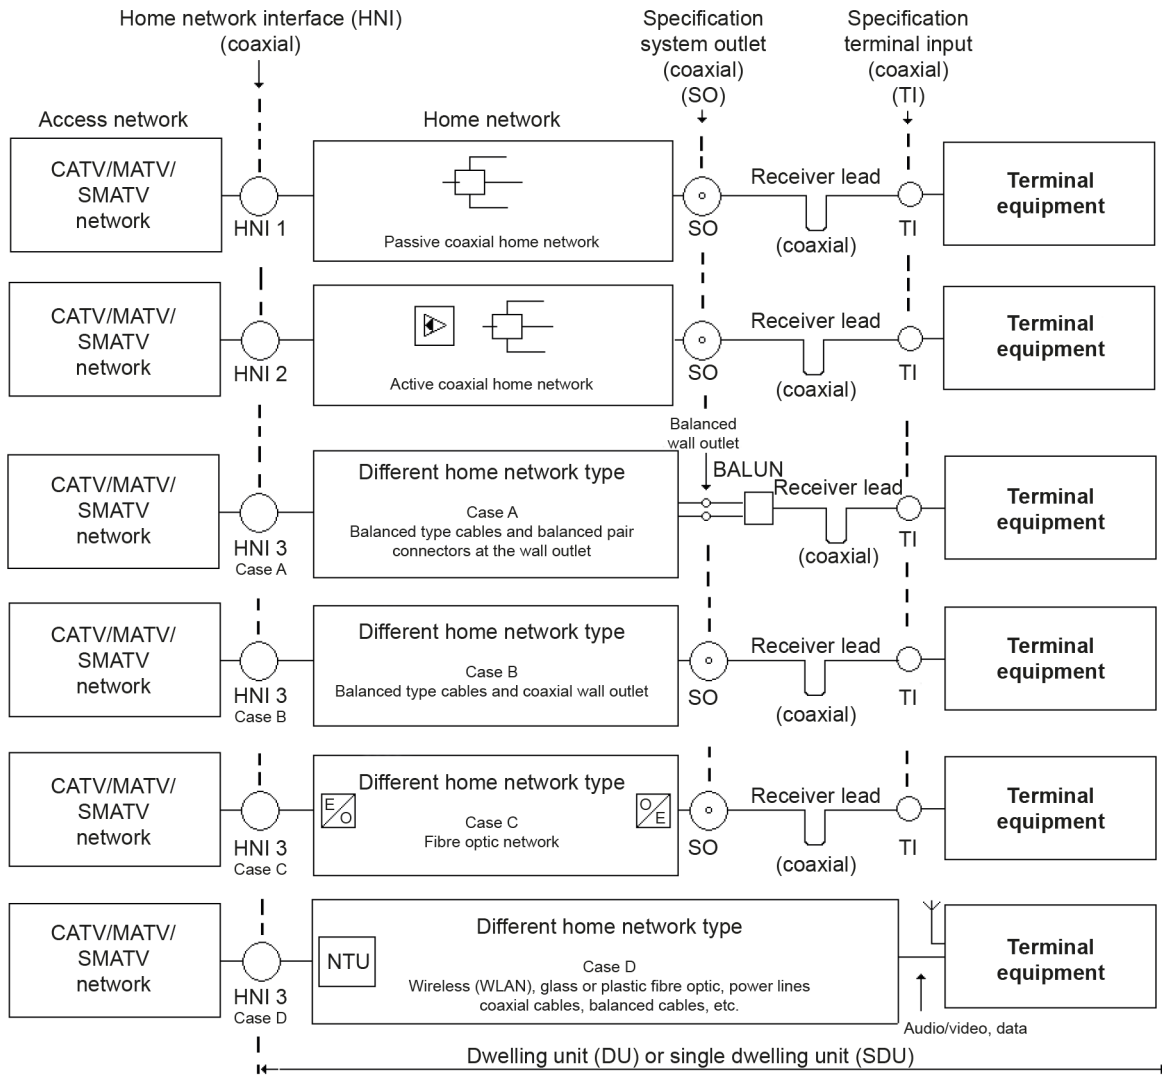 Home network interface (HNI)
(coaxial)
Specification
system outlet
(coaxial)
(SO)
Specification
terminal input
(coaxial)
(TI)
Access network
Home network
CATV/MATV/
SMATV
network
HNI 1
Passive coaxial home network
SO
Receiver lead
(coaxial)
TI
Terminal
equipment
CATV/MATV/
SMATV
network
HNI 2
Active coaxial home network
SO
Receiver lead
(coaxial)
TI
Terminal
equipment
CATV/MATV/
SMATV
network
HNI 3
Case A
Different home network type
Case A
Balanced type cables and balanced pair
connectors at the wall outlet
Balanced
wall outlet
BALUN
Receiver lead
(coaxial)
TI
Terminal
equipment
CATV/MATV/
SMATV
network
HNI 3
Case B
Different home network type
Case B
Balanced type cables and coaxial wall outlet
SO
Receiver lead
(coaxial)
TI
Terminal
equipment
CATV/MATV/
SMATV
network
HNI 3
Case C
E
O
Different home network type
Case C
Fibre optic network
O
E
SO
Receiver lead
(coaxial)
TI
Terminal
equipment
CATV/MATV/
SMATV
network
HNI 3
Case D
NTU
Different home network type
Case D
Wireless (WLAN), glass or plastic fibre optic, power lines
coaxial cables, balanced cables, etc.
Audio/video, data
Terminal
equipment
Dwelling unit (DU) or single dwelling unit (SDU)